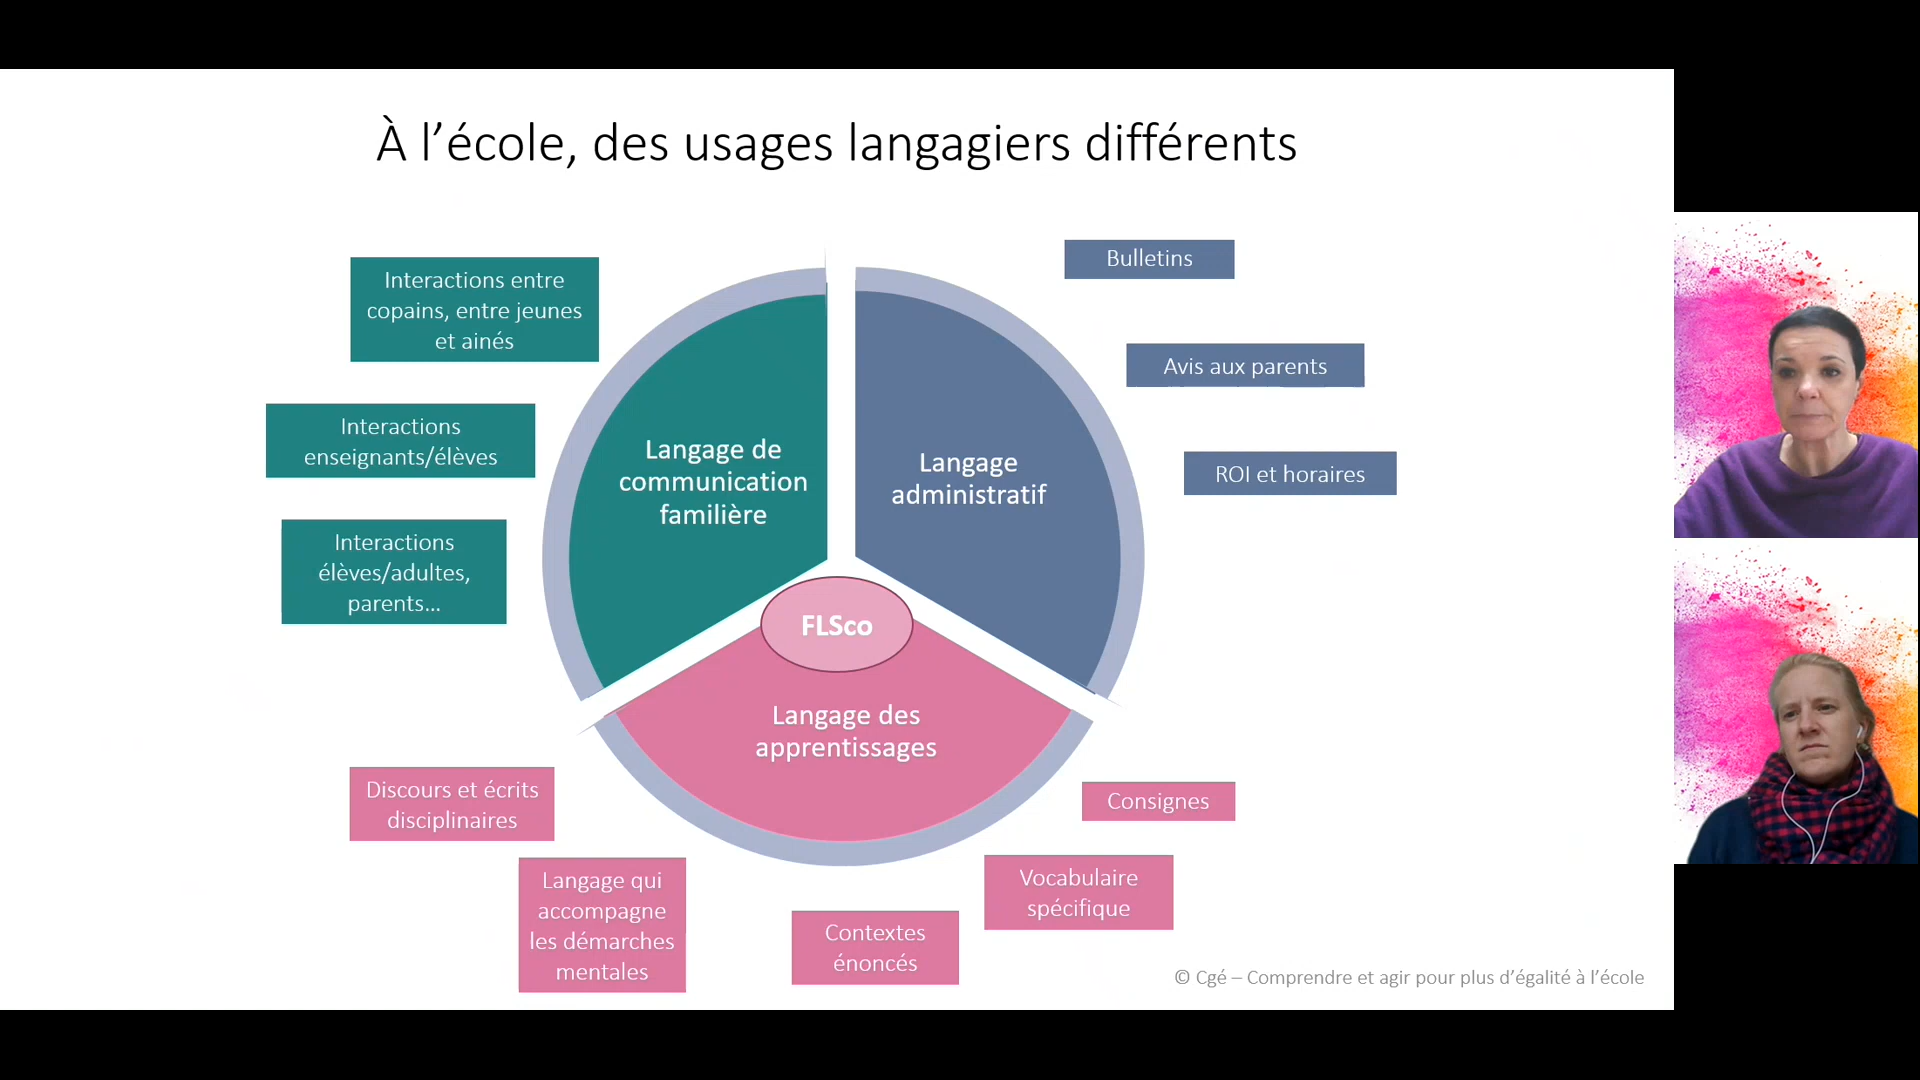 À l’école, des usages langagiers différents
Interactions entre
copains, entre jeunes
et ainés
Interactions
enseignants/élèves
Interactions
élèves/adultes,
parents...
Langage de
communication
familière
Langage
administratif
Bulletins
Avis aux parents
ROI et horaires
FLSco
Langage des
apprentissages
Discours et écrits
disciplinaires
Langage qui
accompagne
les démarches
mentales
Contextes
énoncés
Vocabulaire
spécifique
Consignes
© Cgé – Comprendre et agir pour plus d’égalité à l’école